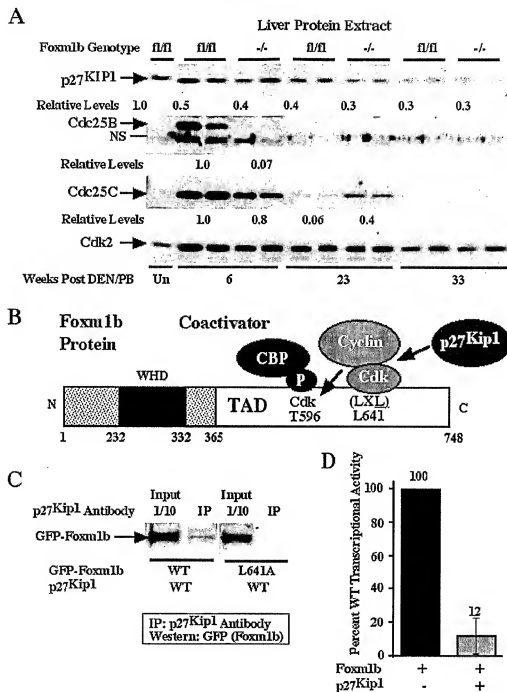 A
Liver Protein Extract
Foxm1b Genotype fl/fl fl/fl -/- fl/fl -/- fl/fl -/-
p27KIP1
Relative Levels 1.0 0.5 0.4 0.4 0.3 0.3 0.3
Cdc25B
NS
Relative Levels 1.0 0.07
Cdc25C
Relative Levels 1.0 0.8 0.06 0.4
Cdk2
Weeks Post DEN/PB Un 6 23 33
B
Foxm1b Coactivator
Protein
CBP Cyclin p27Kip1
WHD P Cdk
N TAD Cdk (LXL) C
T596 L641
1 232 332 365 748
C
Input Input
p27Kip1 Antibody 1/10 IP 1/10 IP
GFP-Foxm1b
GFP-Foxm1b WT L641A
p27Kip1 WT WT
IP: p27Kip1 Antibody
Western: GFP (Foxm1b)
D
Percent WT Transcriptional Activity
100
100
80
60
40
20
12
0
Foxm1b + +
p27Kip1 - +